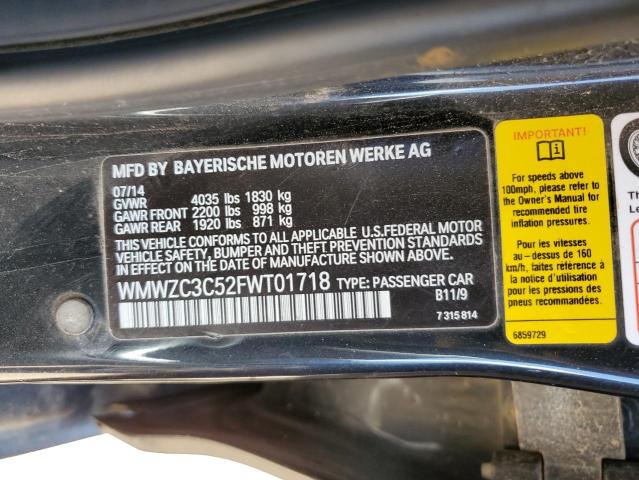 MFD BY BAYERISCHE MOTOREN WERKE AG
07/14
GVWR 4035 lbs 1830 kg
GAWR FRONT 2200 lbs 998 kg
GAWR REAR 1920 lbs 871 kg
THIS VEHICLE CONFORMS TO ALL APPLICABLE U.S.FEDERAL MOTOR
VEHICLE SAFETY, BUMPER AND THEFT PREVENTION STANDARDS
IN EFFECT ON THE DATE OF MANUFACTURE SHOWN ABOVE.
WMWZC3C52FWT01718 TYPE: PASSENGER CAR
B11/9
7 315 814
IMPORTANT!
For speeds above
100mph, please refer to
the Owner's Manual for
recommended tire
inflation pressures.
Pour les vitesses
au-dessus de 160
km/h, faites référence à
la notice d'utilisation
pour les pressions des
pneus recommandées.
6859729
Th
Le